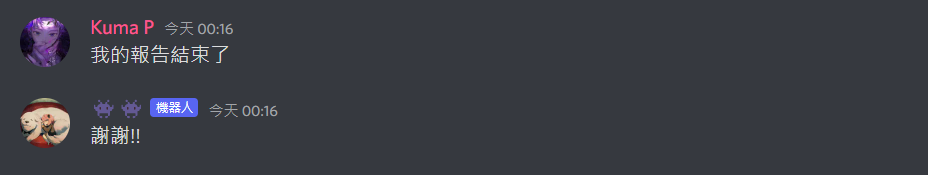 Kuma P 今天 00:16
我的報告結束了
👾 👾 機器人 今天 00:16
謝謝!!